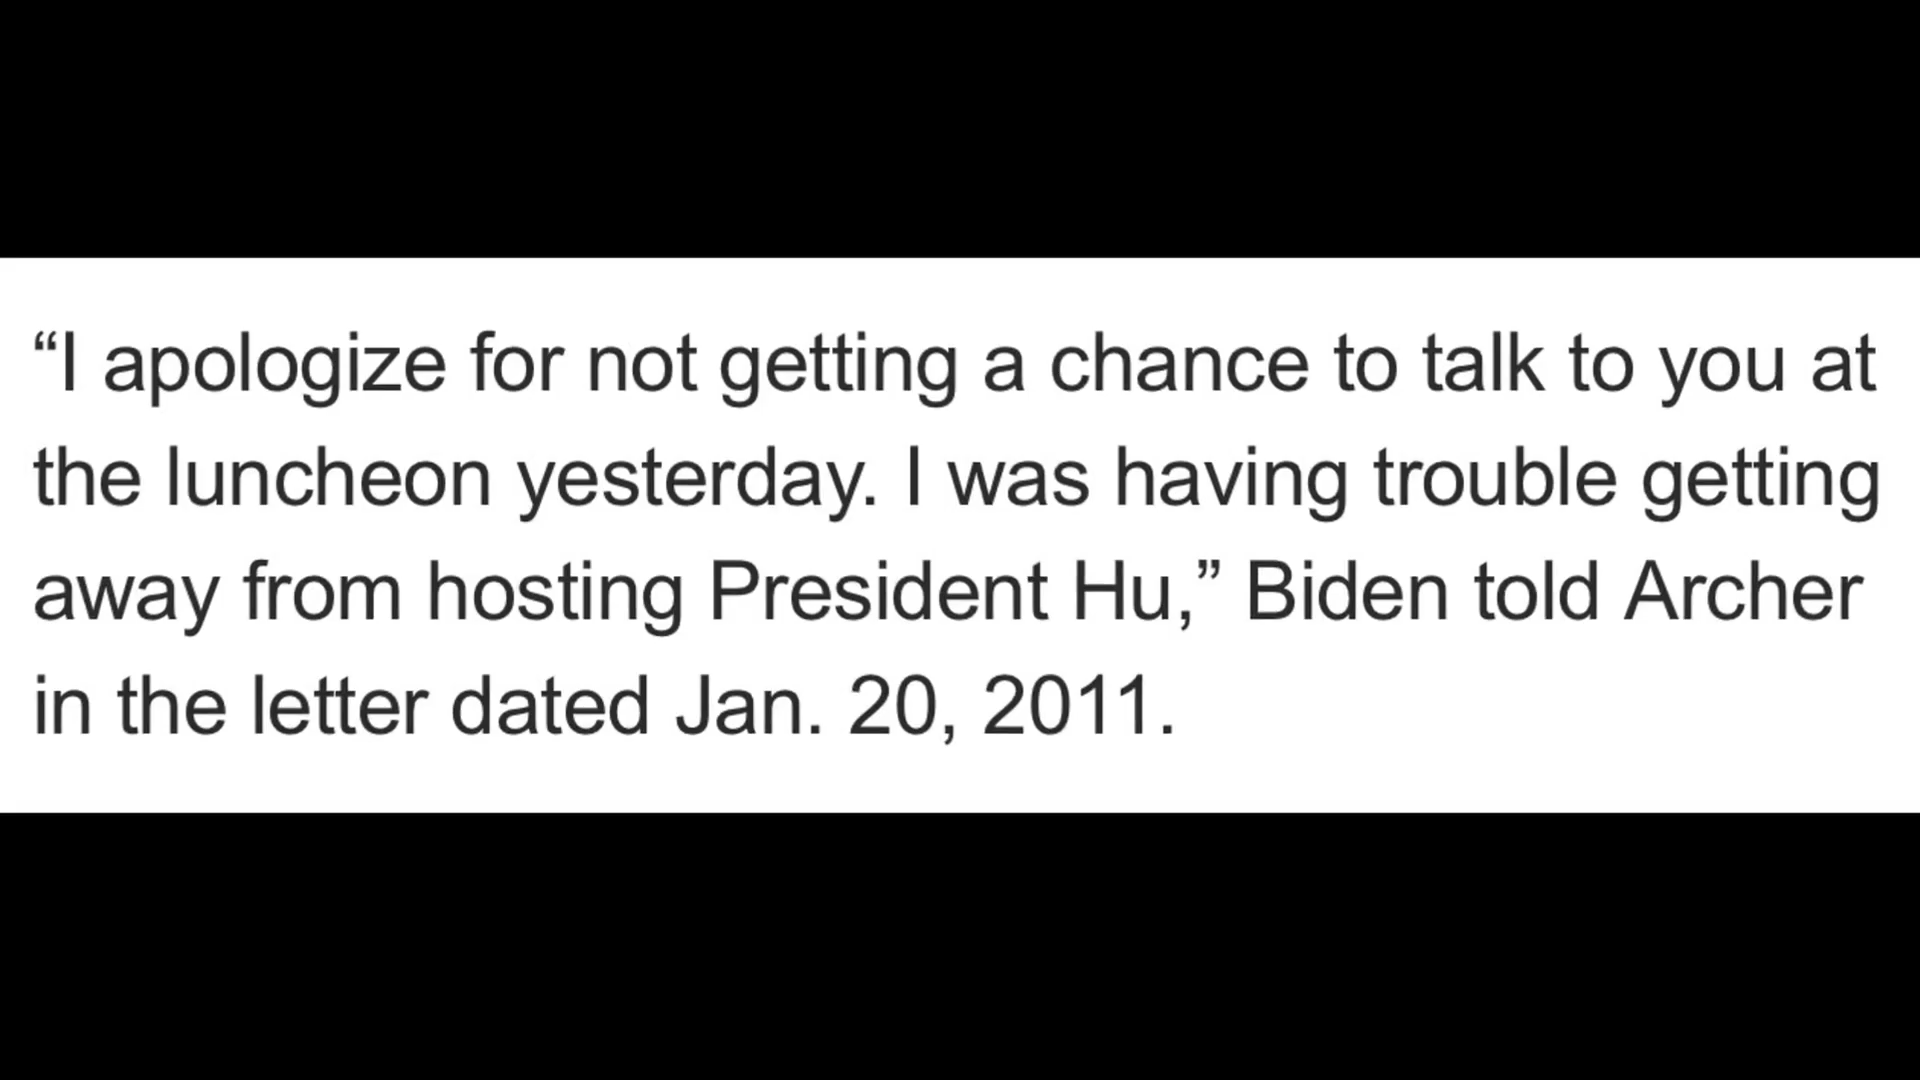 “I apologize for not getting a chance to talk to you at
the luncheon yesterday. I was having trouble getting
away from hosting President Hu,” Biden told Archer
in the letter dated Jan. 20, 2011.